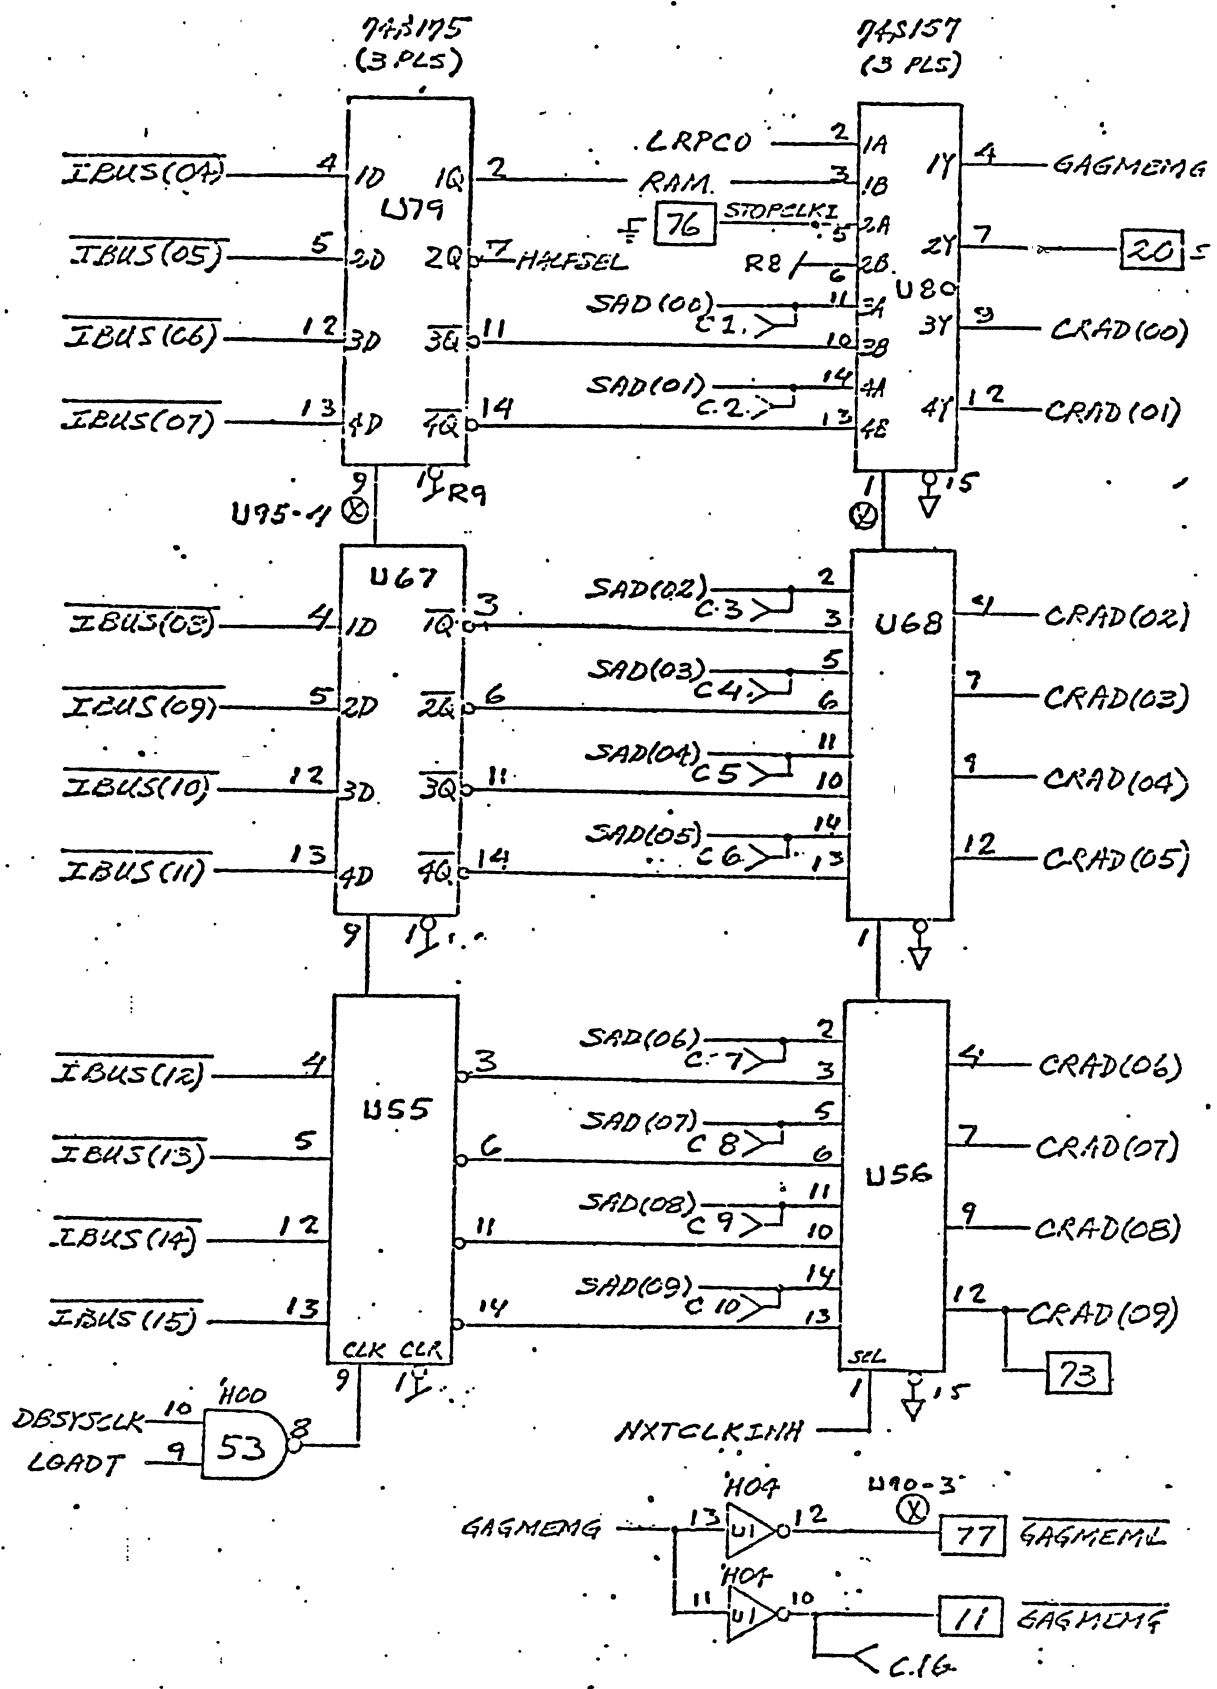 74S175
(3 PLS)
74S157
(3 PLS)
IBUS(04) 4 1D 1Q 2 RAM. 3 1B
LRPCO 2 1A 1Y 4 GAGMEMG
U79
76 STOPCLKI 5 2A
IBUS(05) 5 2D 2Q 7 HALFSEL
R8 6 2B 2Y 7 20 S
U80
SAD(00) 11 3A
C1.
IBUS(06) 12 3D 3Q 11 10 3B 3Y 9 CRAD(00)
SAD(01) 14 4A
C.2.
IBUS(07) 13 4D 4Q 14 13 4B 4Y 12 CRAD(01)
9 1 R9
1 15
U95-4 X
X
U67
U68
SAD(02) 2
C.3
IBUS(08) 4 1D 1Q 3 3 4 CRAD(02)
SAD(03) 5
C4.
IBUS(09) 5 2D 2Q 6 6 7 CRAD(03)
SAD(04) 11
C5
IBUS(10) 12 3D 3Q 11 10 9 CRAD(04)
SAD(05) 14
C6
IBUS(11) 13 4D 4Q 14 13 12 CRAD(05)
9 1
1
SAD(06) 2
C-7
IBUS(12) 4 3 3 4 CRAD(06)
U55
SAD(07) 5
C8
IBUS(13) 5 6 6 7 CRAD(07)
U56
SAD(08) 11
C9
IBUS(14) 12 11 10 9 CRAD(08)
SAD(09) 14
C10
IBUS(15) 13 14 13 12 CRAD(09)
CLK CLR
SEL
73
9 1
1 15
'H00
DBSYSCLK 10
53 8
LOADT 9
NXTCLKINH
'H04
U90-3
X
GAGMEMG 13 U1 12 77 GAGMEML
'H04
11 U1 10 11 GAGMEMG
C.16